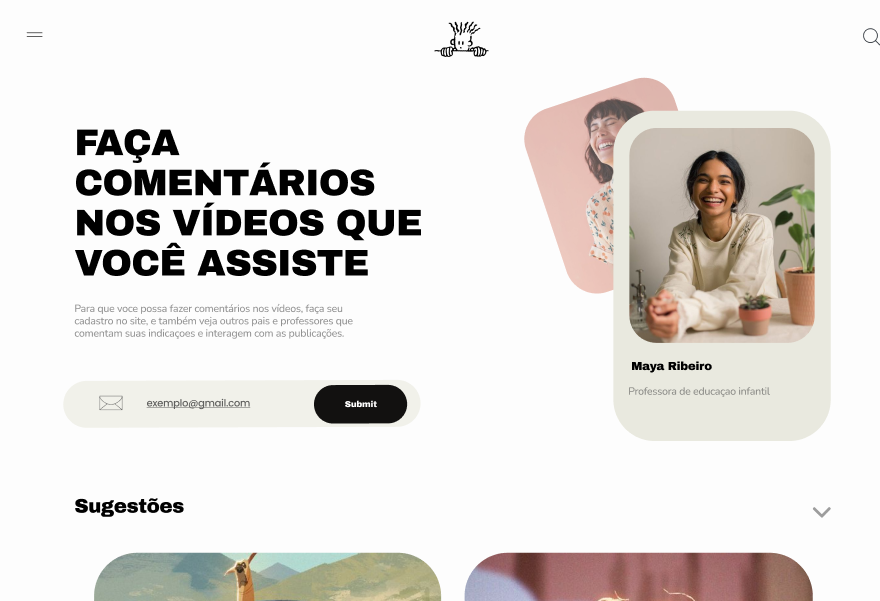 FAÇA
COMENTÁRIOS
NOS VÍDEOS QUE
VOCÊ ASSISTE
Para que voce possa fazer comentários nos vídeos, faça seu
cadastro no site, e também veja outros pais e professores que
comentam suas indicaçoes e interagem com as publicações.
exemplo@gmail.com
Submit
Maya Ribeiro
Professora de educaçao infantil
Sugestões